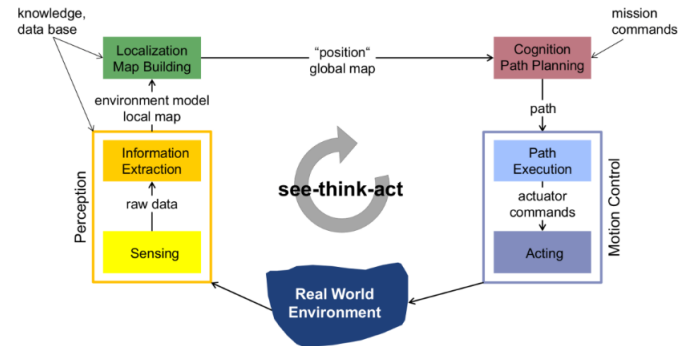 knowledge,
data base
mission
commands
Localization
Map Building
“position“
global map
Cognition
Path Planning
environment model
local map
path
Information
Extraction
Path
Execution
see-think-act
raw data
actuator
commands
Perception
Motion Control
Sensing
Acting
Real World
Environment